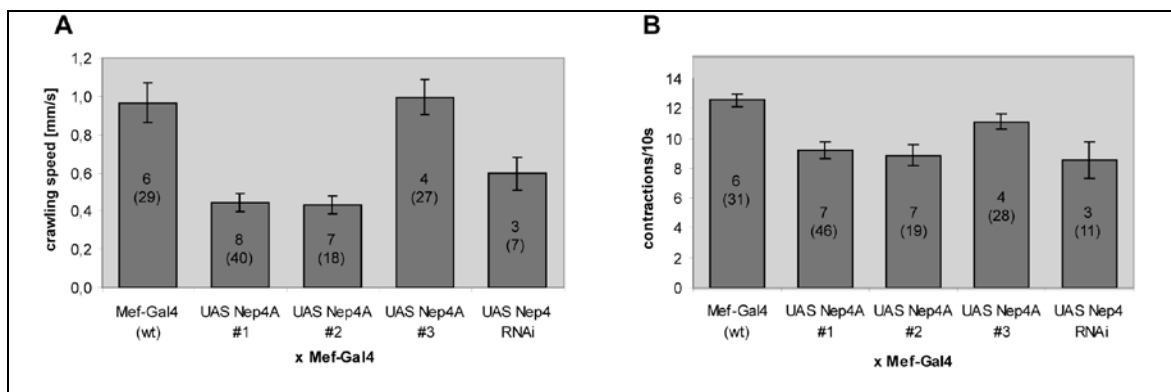 A
crawling speed [mm/s]
1,2
1,0
0,8
0,6
0,4
0,2
0,0
6
(29)
8
(40)
7
(18)
4
(27)
3
(7)
Mef-Gal4
(wt)
UAS Nep4A
#1
UAS Nep4A
#2
UAS Nep4A
#3
UAS Nep4
RNAi
x Mef-Gal4
B
contractions/10s
14
12
10
8
6
4
2
0
6
(31)
7
(46)
7
(19)
4
(28)
3
(11)
Mef-Gal4
(wt)
UAS Nep4A
#1
UAS Nep4A
#2
UAS Nep4A
#3
UAS Nep4
RNAi
x Mef-Gal4